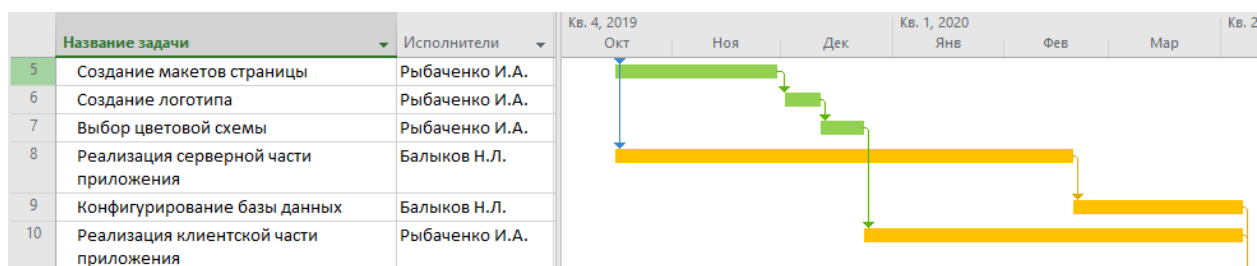 Кв. 4, 2019 Кв. 1, 2020 Кв. 2
Название задачи Исполнители Окт Ноя Дек Янв Фев Мар
5 Создание макетов страницы Рыбаченко И.А.
6 Создание логотипа Рыбаченко И.А.
7 Выбор цветовой схемы Рыбаченко И.А.
8 Реализация серверной части Балыков Н.Л.
приложения
9 Конфигурирование базы данных Балыков Н.Л.
10 Реализация клиентской части Рыбаченко И.А.
приложения